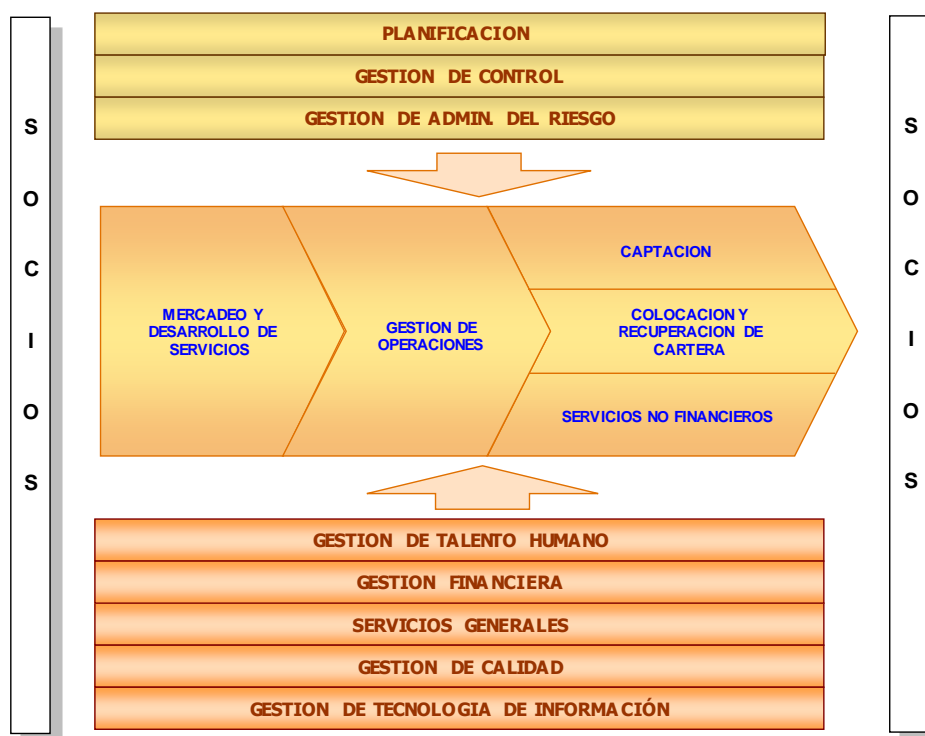 PLANIFICACION
GESTION DE CONTROL
GESTION DE ADMIN. DEL RIESGO
S
O
C
I
O
S
MERCADEO Y
DESARROLLO DE
SERVICIOS
GESTION DE
OPERACIONES
CAPTACION
COLOCACION Y
RECUPERACION DE
CARTERA
SERVICIOS NO FINANCIEROS
S
O
C
I
O
S
GESTION DE TALENTO HUMANO
GESTION FINANCIERA
SERVICIOS GENERALES
GESTION DE CALIDAD
GESTION DE TECNOLOGIA DE INFORMACIÓN